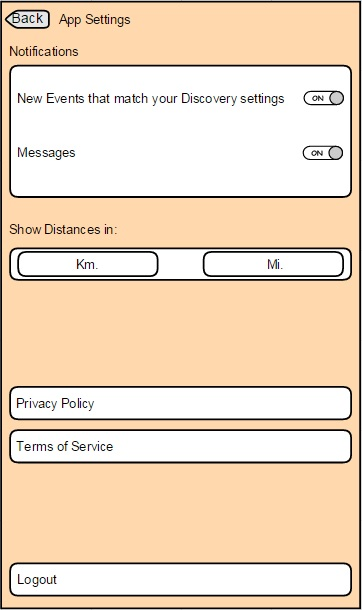 Back App Settings
Notifications
New Events that match your Discovery settings ON
Messages ON
Show Distances in:
Km. Mi.
Privacy Policy
Terms of Service
Logout